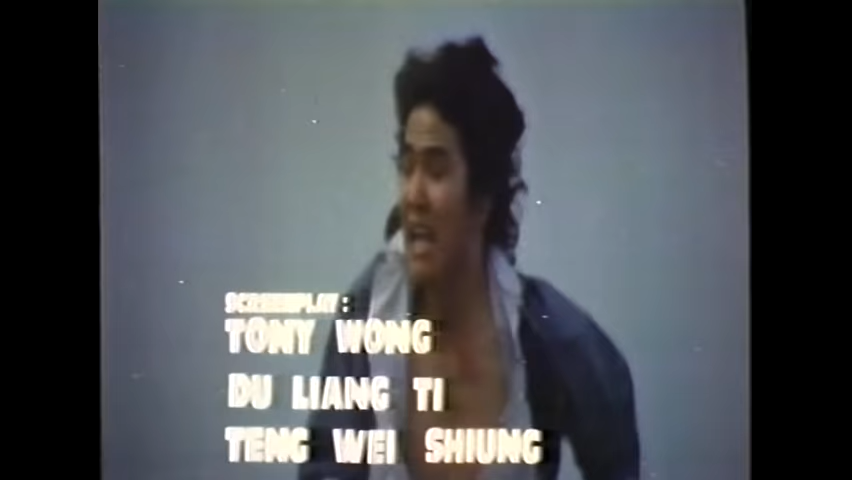 SCREENPLAY:
TONY WONG
DU LIANG TI
TENG WEI SHIUNG